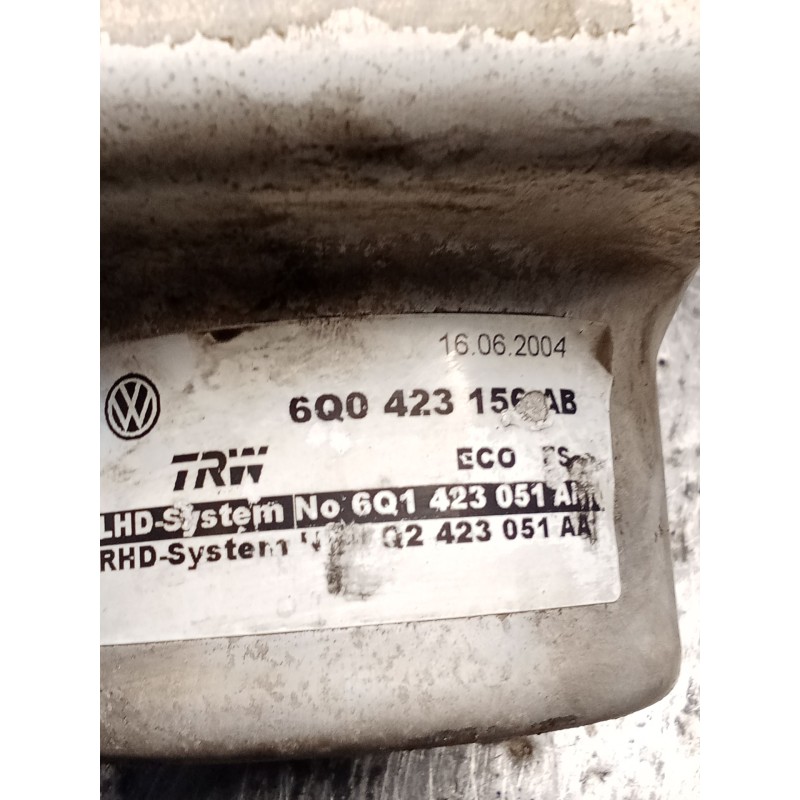 16.06.2004
6Q0 423 156 AB
TRW
ECO
LHD-System No 6Q1 423 051
RHD-System Q2 423 051 AA